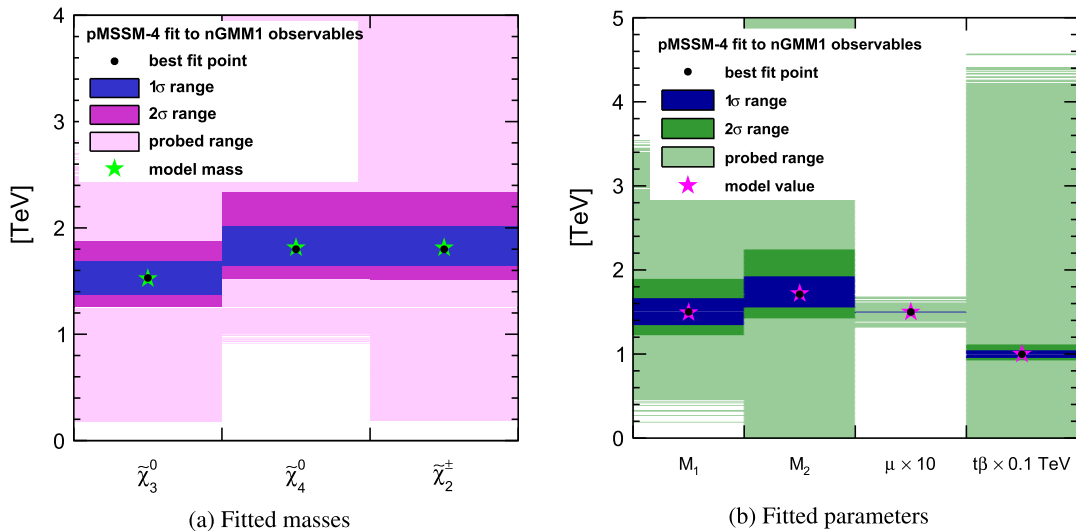 pMSSM-4 fit to nGMM1 observables
best fit point
1σ range
2σ range
probed range
model mass
[TeV]
4
3
2
1
0
χ̃⁰₃
χ̃⁰₄
χ̃±₂
(a) Fitted masses
pMSSM-4 fit to nGMM1 observables
best fit point
1σ range
2σ range
probed range
model value
[TeV]
5
4
3
2
1
0
M₁
M₂
μ × 10
tβ × 0.1 TeV
(b) Fitted parameters